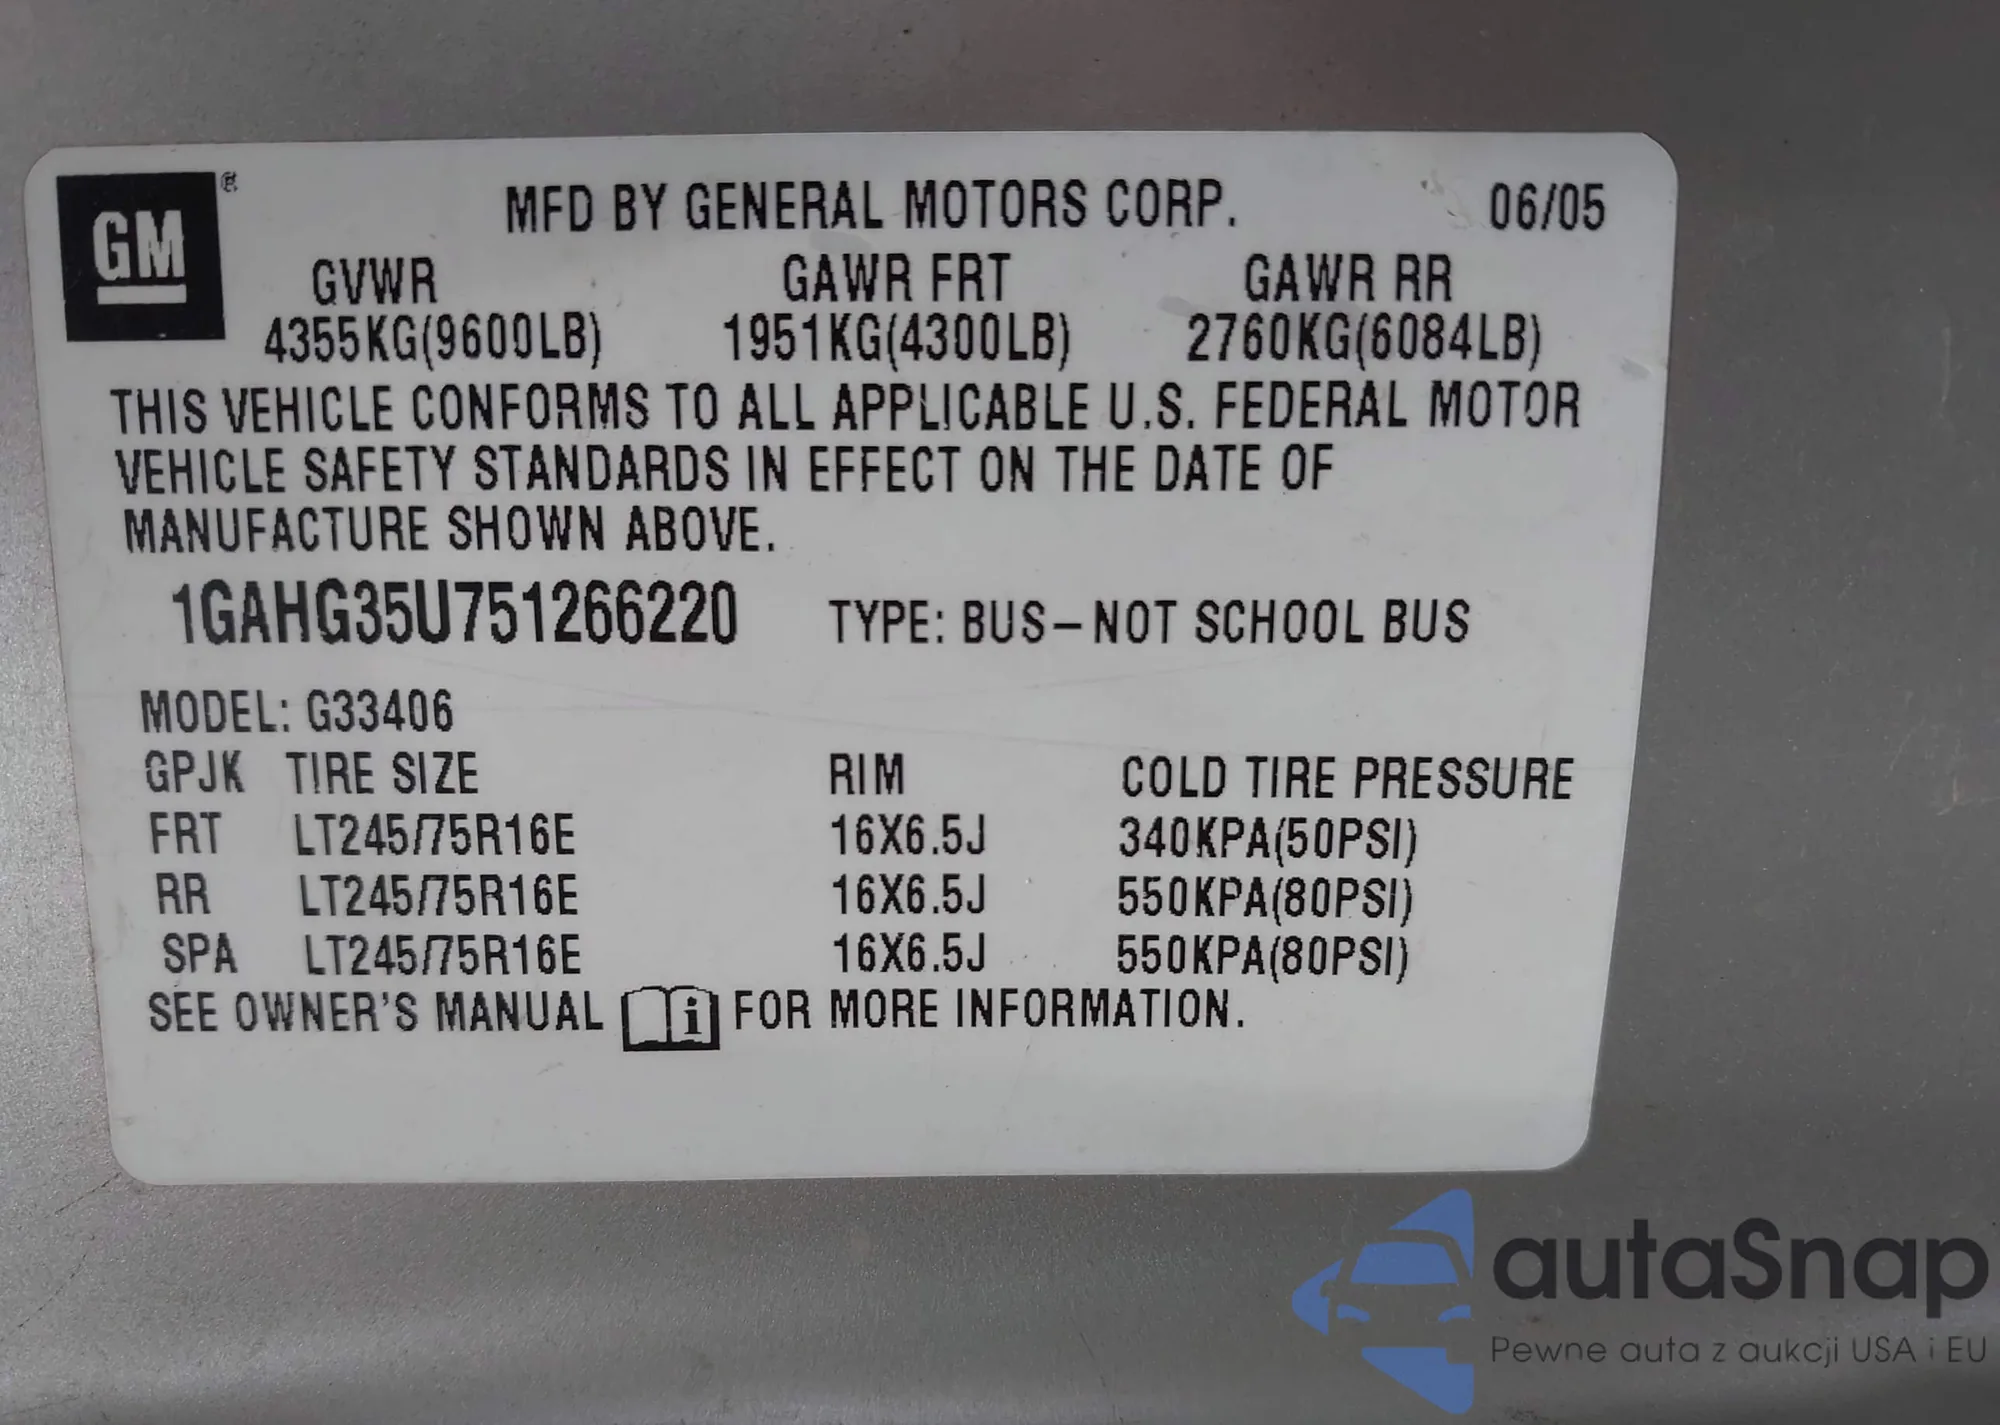 GM ® MFD BY GENERAL MOTORS CORP. 06/05
GVWR GAWR FRT GAWR RR
4355KG(9600LB) 1951KG(4300LB) 2760KG(6084LB)
THIS VEHICLE CONFORMS TO ALL APPLICABLE U.S. FEDERAL MOTOR
VEHICLE SAFETY STANDARDS IN EFFECT ON THE DATE OF
MANUFACTURE SHOWN ABOVE.
1GAHG35U751266220 TYPE: BUS-NOT SCHOOL BUS
MODEL: G33406
GPJK TIRE SIZE RIM COLD TIRE PRESSURE
FRT LT245/75R16E 16X6.5J 340KPA(50PSI)
RR LT245/75R16E 16X6.5J 550KPA(80PSI)
SPA LT245/75R16E 16X6.5J 550KPA(80PSI)
SEE OWNER'S MANUAL i FOR MORE INFORMATION.
autaSnap
Pewne auta z aukcji USA i EU